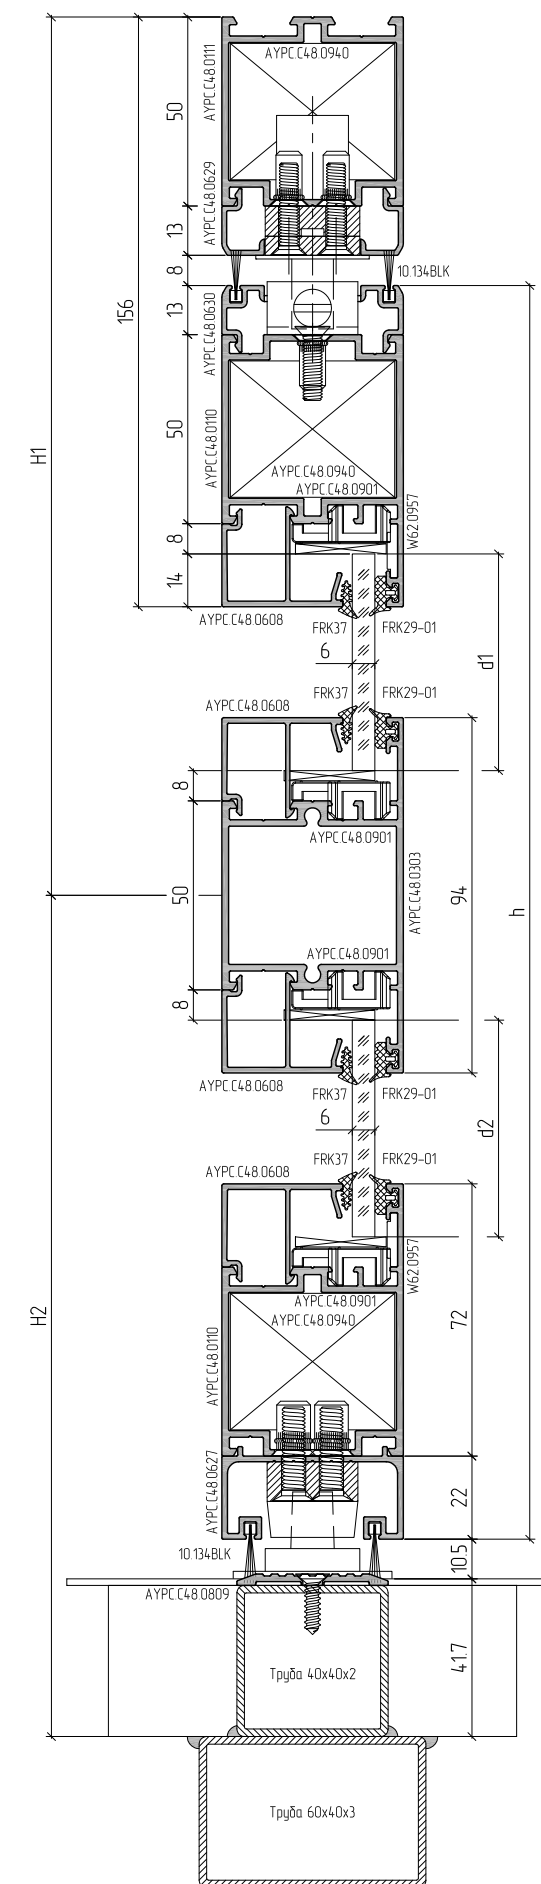 AYPC.C48.0940
AYPC.C48.0111
50
AYPC.C48.0629
13
8
10.134BLK
156
13
AYPC.C48.0630
H1
50
AYPC.C48.0110
AYPC.C48.0940
AYPC.C48.0901
W62.0957
8
14
AYPC.C48.0608
FRK37
FRK29-01
6
d1
FRK37
FRK29-01
AYPC.C48.0608
8
AYPC.C48.0901
AYPC.C48.0303
50
94
h
AYPC.C48.0901
8
AYPC.C48.0608
FRK37
FRK29-01
6
d2
FRK37
FRK29-01
AYPC.C48.0608
W62.0957
AYPC.C48.0901
H2
AYPC.C48.0940
72
AYPC.C48.0110
AYPC.C48.0627
22
10.134BLK
10.5
AYPC.C48.0809
41.7
Труба 40x40x2
Труба 60x40x3